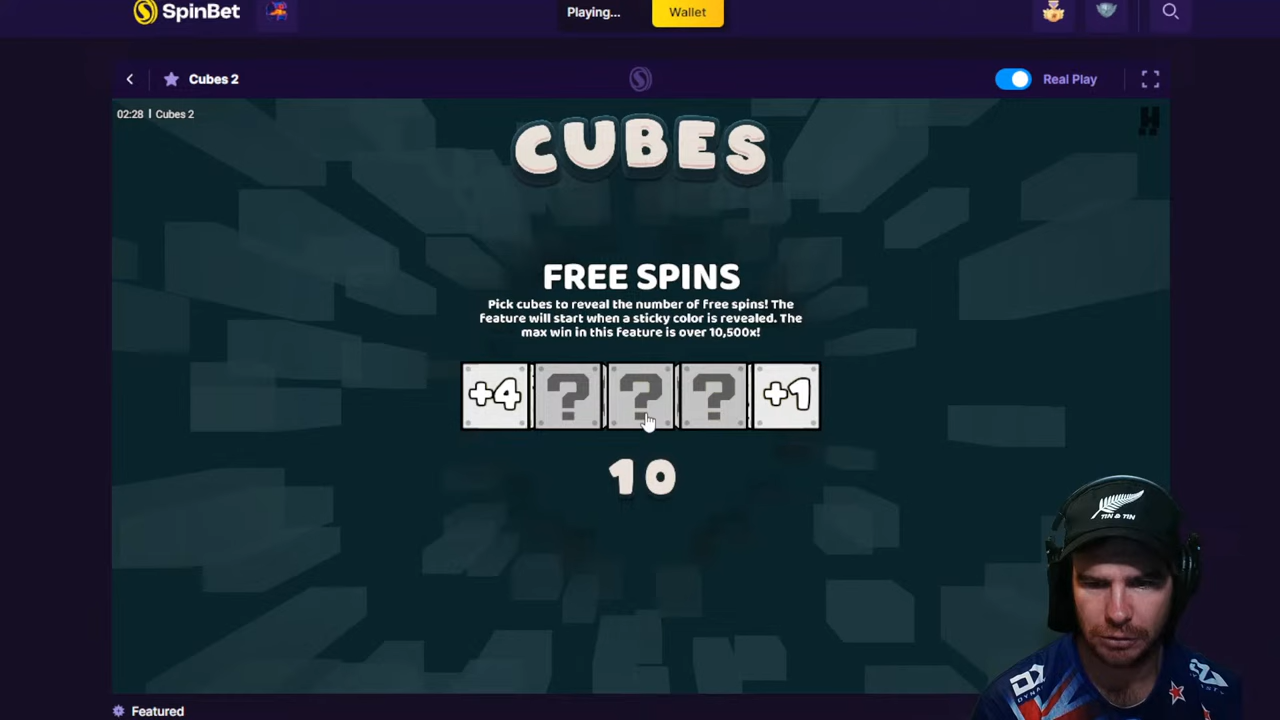 SpinBet
Playing...
Wallet
Cubes 2
Real Play
02:28 | Cubes 2
CUBES
FREE SPINS
Pick cubes to reveal the number of free spins! The
feature will start when a sticky color is revealed. The
max win in this feature is over 10,500x!
+4 ? ? ? +1
10
TIN & TIN
Featured